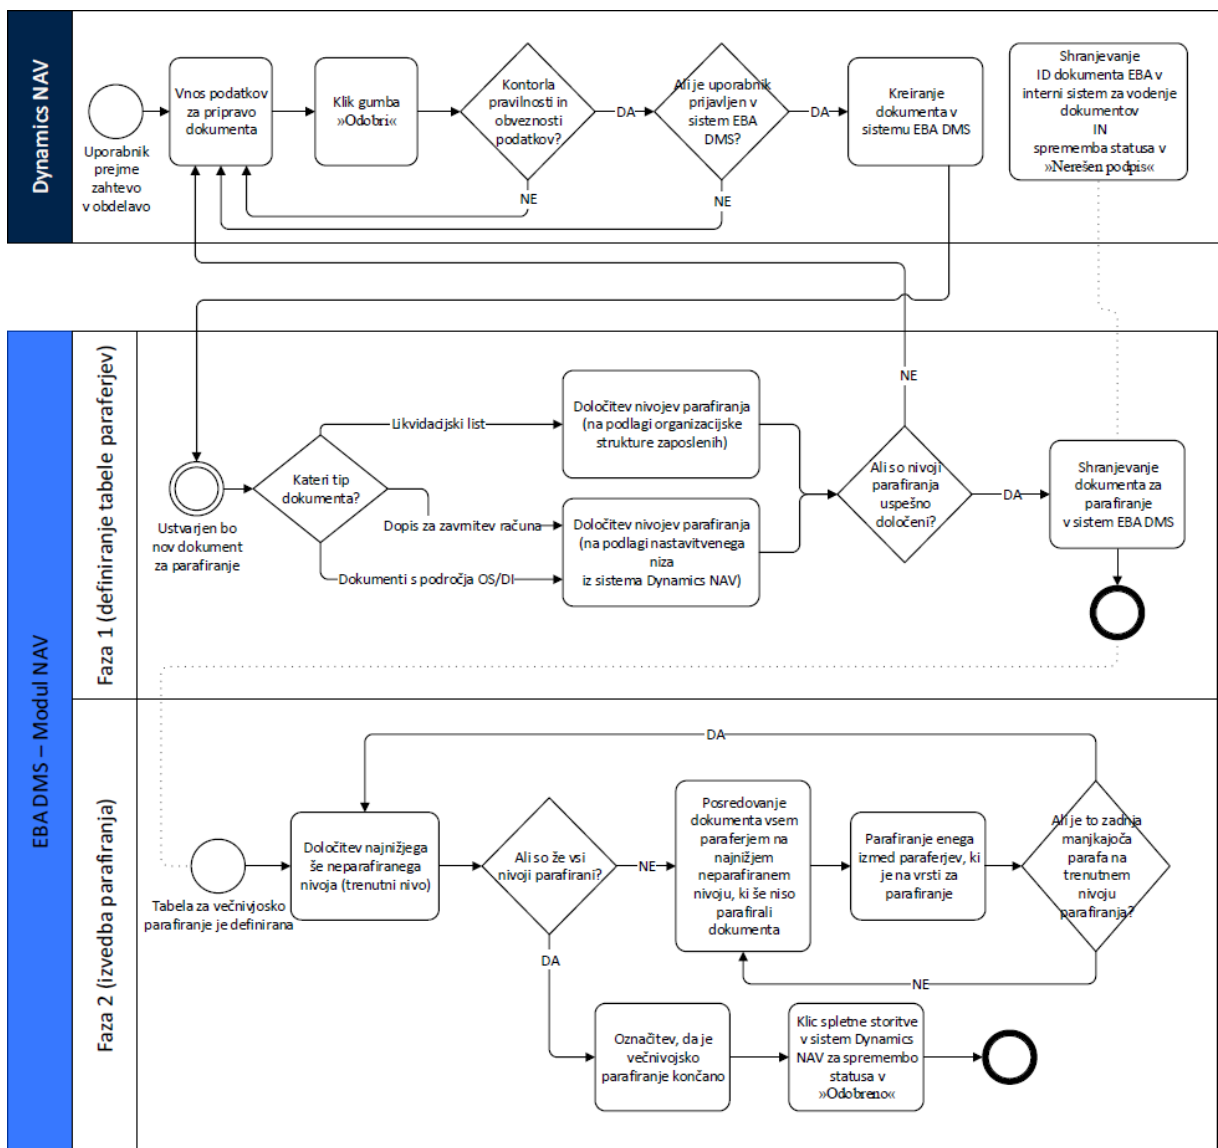 Dynamics NAV
Uporabnik
prejme
zahtevo
v obdelavo
Vnos podatkov
za pripravo
dokumenta
Klik gumba
»Odobri«
Kontorla
pravilnosti in
obveznosti
podatkov?
DA
NE
Ali je uporabnik
prijavljen v
sistem EBA
DMS?
DA
NE
Kreiranje
dokumenta v
sistemu EBA DMS
Shranjevanje
ID dokumenta EBA v
interni sistem za vodenje
dokumentov
IN
sprememba statusa v
»Nerešen podpis«
EBA DMS – Modul NAV
Faza 1 (definiranje tabele paraferjev)
Ustvarjen bo
nov dokument
za parafiranje
Kateri tip
dokumenta?
Likvidacijski list
Dopis za zavrnitev računa
Dokumenti s področja OS/DI
Določitev nivojev parafiranja
(na podlagi organizacijske
strukture zaposlenih)
Določitev nivojev parafiranja
(na podlagi nastavitvenega
niza
iz sistema Dynamics NAV)
Ali so nivoji
parafiranja
uspešno
določeni?
NE
DA
Shranjevanje
dokumenta za
parafiranje
v sistem EBA DMS
Faza 2 (izvedba parafiranja)
Tabela za večnivjosko
parafiranje je definirana
Določitev najnižjega
še neparafiranega
nivoja (trenutni nivo)
Ali so že vsi
nivoji parafirani?
NE
DA
Posredovanje
dokumenta vsem
paraferjem na
najnižjem
neparafiranem
nivoju, ki še niso
parafirali
dokumenta
Parafiranje enega
izmed paraferjev, ki
je na vrsti za
parafiranje
Ali je to zadnja
manjkajoča
parafa na
trenutnem
nivoju
parafiranja?
DA
NE
Označitev, da je
večnivojsko
parafiranje končano
Klic spletne storitve
v sistem Dynamics
NAV za spremembo
statusa v
»Odobreno«